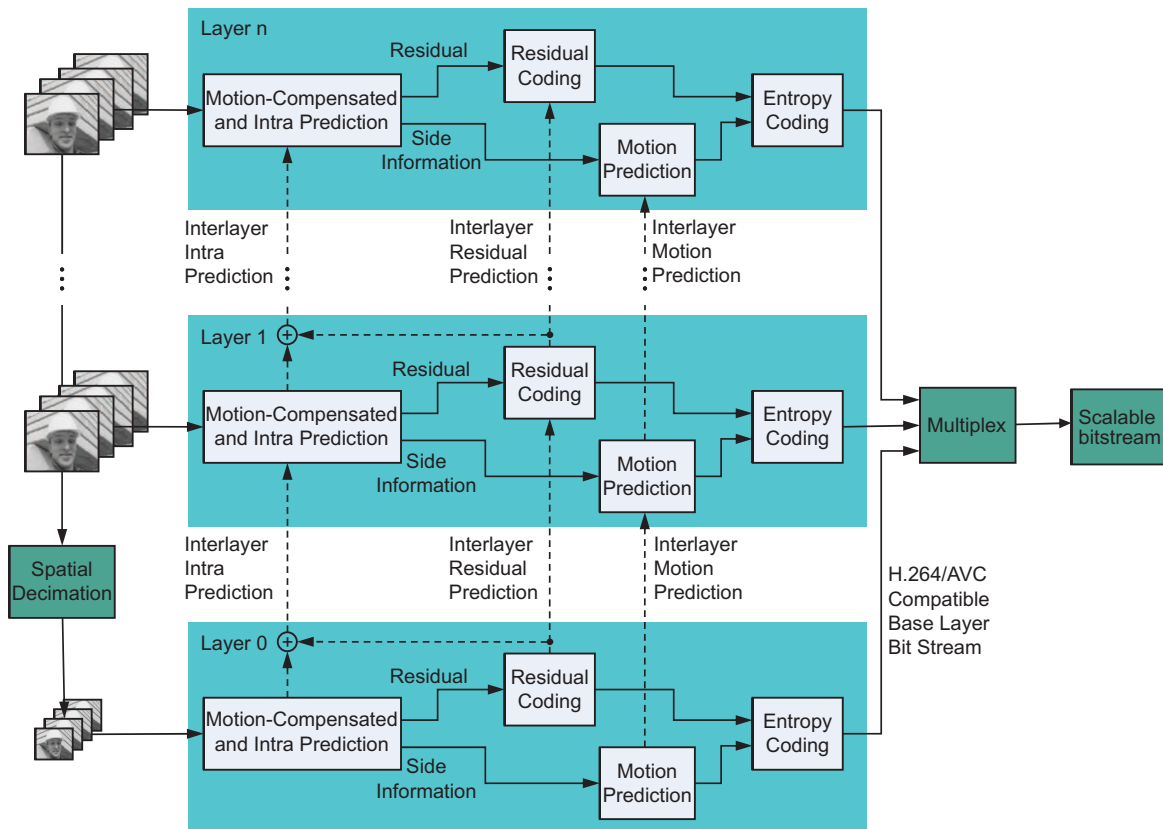 Layer n
Residual
Residual
Coding
Motion-Compensated
and Intra Prediction
Entropy
Coding
Side
Information
Motion
Prediction
Interlayer
Intra
Prediction
Interlayer
Residual
Prediction
Interlayer
Motion
Prediction
Layer 1
Residual
Residual
Coding
Motion-Compensated
and Intra Prediction
Entropy
Coding
Side
Information
Motion
Prediction
Multiplex
Scalable
bitstream
Spatial
Decimation
Interlayer
Intra
Prediction
Interlayer
Residual
Prediction
Interlayer
Motion
Prediction
H.264/AVC
Compatible
Base Layer
Bit Stream
Layer 0
Residual
Residual
Coding
Motion-Compensated
and Intra Prediction
Entropy
Coding
Side
Information
Motion
Prediction